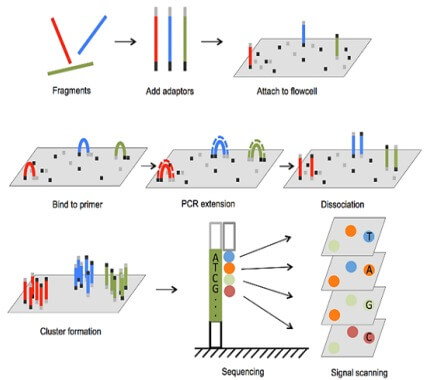 Fragments
Add adaptors
Attach to flowcell
Bind to primer
PCR extension
Dissociation
Cluster formation
A
T
C
G
.
.
Sequencing
T
A
G
C
Signal scanning